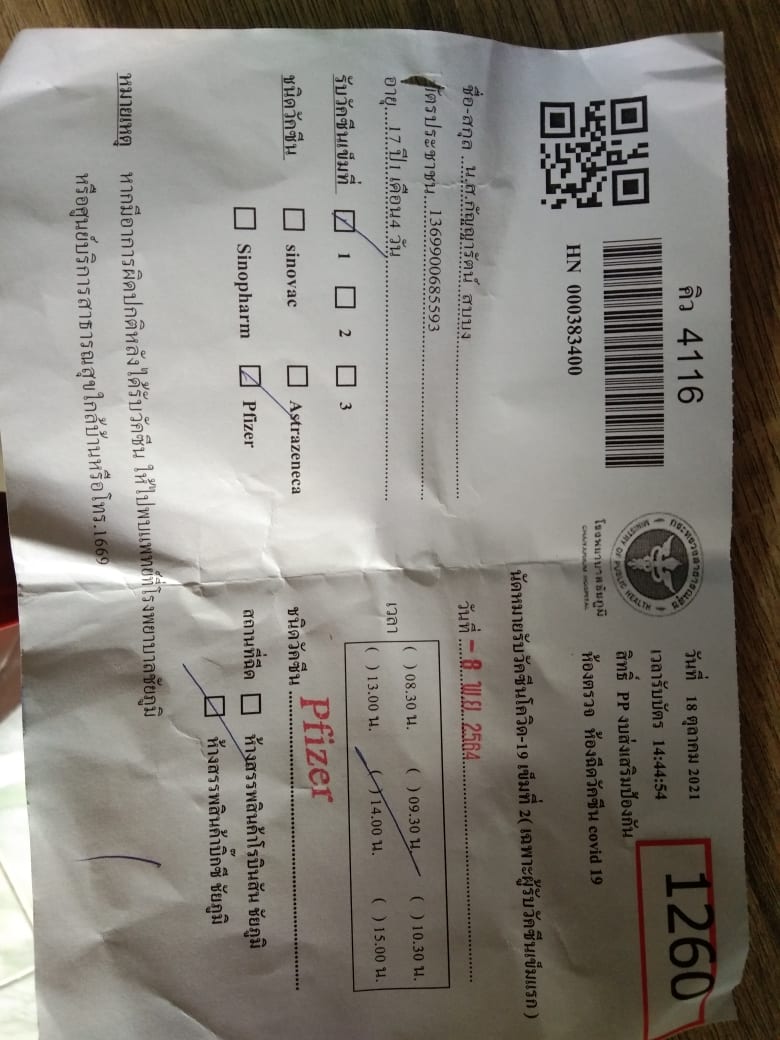 1260
คิว 4116
วันที่ 18 ตุลาคม 2021
เวลารับบัตร 14:44:54
สิทธิ์ PP งบส่งเสริมป้องกัน
ห้องตรวจ ห้องฉีดวัคซีน covid 19
กระทรวงสาธารณสุข
MINISTRY OF PUBLIC HEALTH
โรงพยาบาลชัยภูมิ
CHAIYAPHUM HOSPITAL
HN 000383400
ชื่อ-สกุล ...น.ส.กัญญารัตน์ สบบง
บัตรประชาชน...1369900685593
อายุ....17 ปี1 เดือน4 วัน
รับวัคซีนเข็มที่ ☑ 1 ☐ 2 ☐ 3
ชนิดวัคซีน ☐ sinovac ☐ Astrazeneca
☐ Sinopharm ☑ Pfizer
นัดหมายรับวัคซีนโควิด-19 เข็มที่ 2( เฉพาะผู้รับวัคซีนเข็มแรก )
วันที่ - 8 พ.ย. 2564
เวลา ( ) 08.30 น. ( ) 09.30 น. ( ) 10.30 น.
( ) 13.00 น. ( ) 14.00 น. ( ) 15.00 น.
ชนิดวัคซีน Pfizer
สถานที่ฉีด ☐ ห้างสรรพสินค้าโรบินสัน ชัยภูมิ
☑ ห้างสรรพสินค้าบิ๊กซี ชัยภูมิ
หมายเหตุ หากมีอาการผิดปกติหลังได้รับวัคซีน ให้ไปพบแพทย์ที่โรงพยาบาลชัยภูมิ
หรือศูนย์บริการสาธารณสุขใกล้บ้านหรือโทร.1669